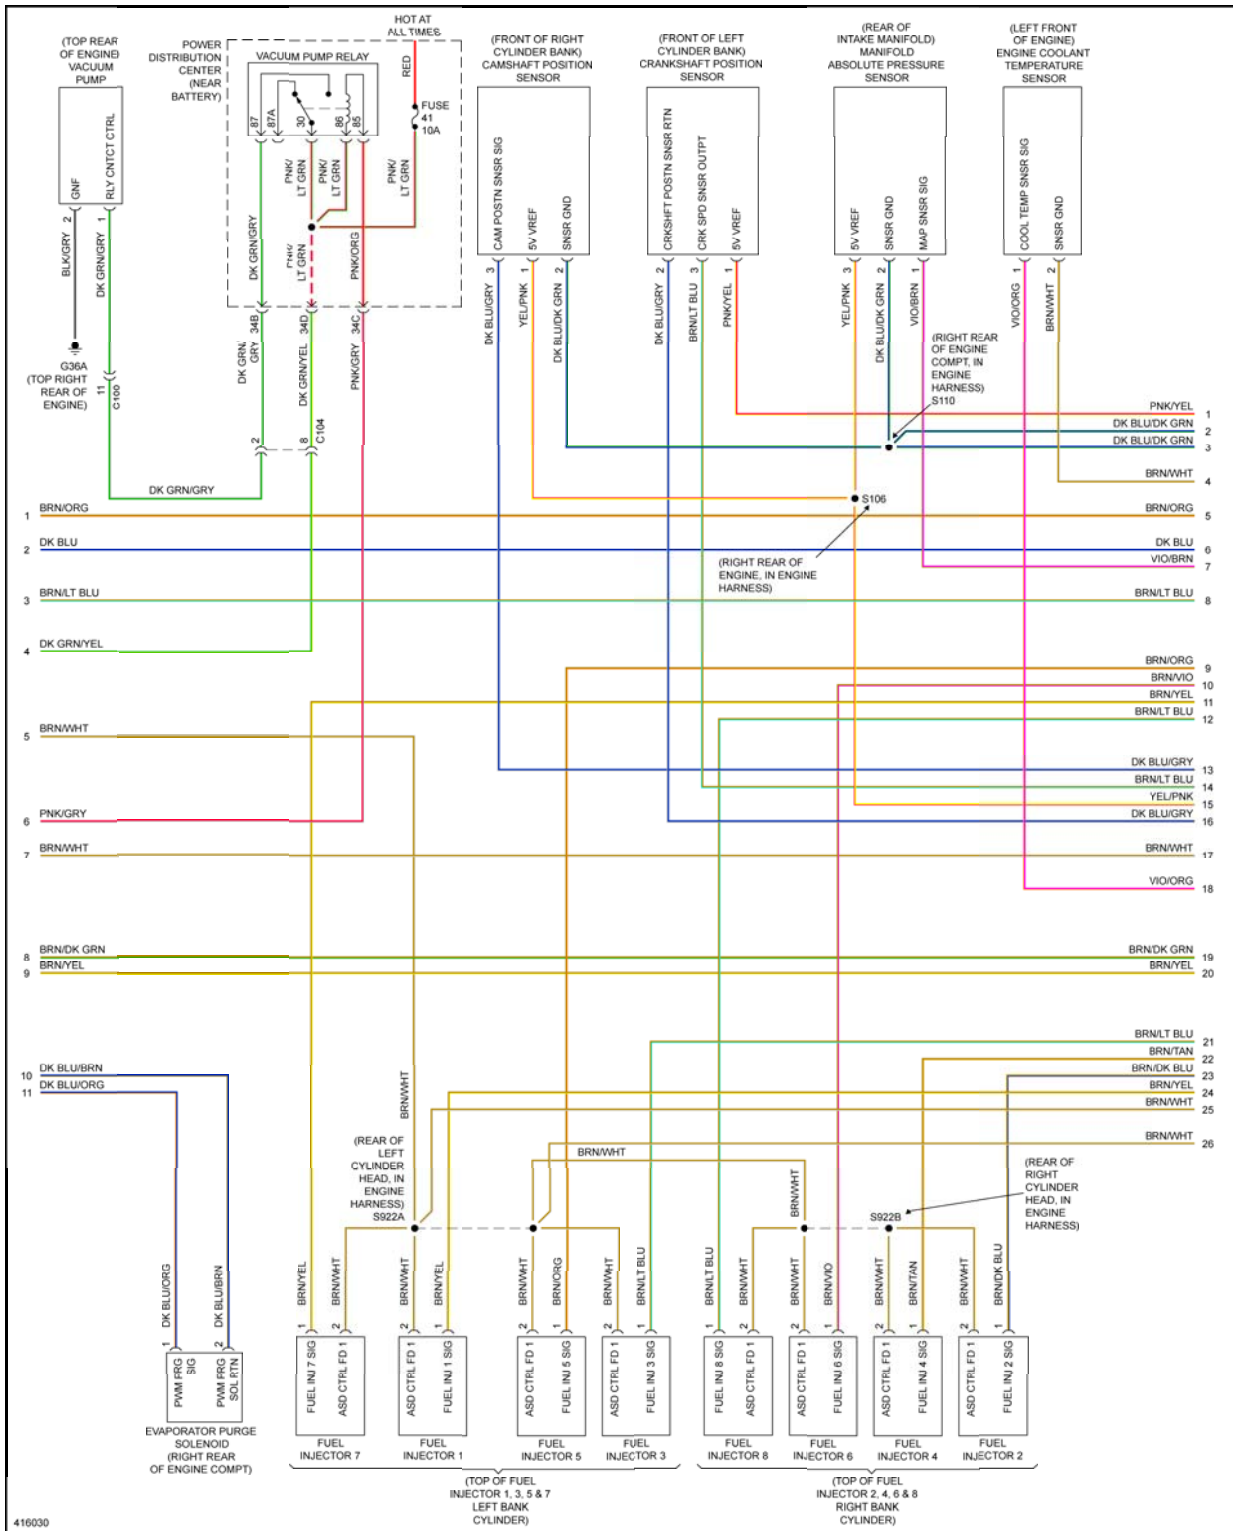 HOT AT
ALL TIMES
(TOP REAR
OF ENGINE)
VACUUM
PUMP
POWER
DISTRIBUTION
CENTER
(NEAR
BATTERY)
VACUUM PUMP RELAY
RED
FUSE
41
10A
87
87A
30
86
85
(FRONT OF RIGHT
CYLINDER BANK)
CAMSHAFT POSITION
SENSOR
(FRONT OF LEFT
CYLINDER BANK)
CRANKSHAFT POSITION
SENSOR
(REAR OF
INTAKE MANIFOLD)
MANIFOLD
ABSOLUTE PRESSURE
SENSOR
(LEFT FRONT
OF ENGINE)
ENGINE COOLANT
TEMPERATURE
SENSOR
GNF
RLY CNTCT CTRL
2
1
BLK/GRY
DK GRN/GRY
PNK/
LT GRN
PNK/
LT GRN
PNK/
LT GRN
DK GRN/GRY
PNK/
LT GRN
PNK/ORG
34B
34D
34C
DK GRN/
GRY
DK GRN/YEL
PNK/GRY
CAM POSTN SNSR SIG
5V VREF
SNSR GND
3
1
2
DK BLU/GRY
YEL/PNK
DK BLU/DK GRN
CRKSHFT POSTN SNSR RTN
CRK SPD SNSR OUTPT
5V VREF
2
3
1
DK BLU/GRY
BRN/LT BLU
PNK/YEL
5V VREF
SNSR GND
MAP SNSR SIG
3
2
1
YEL/PNK
DK BLU/DK GRN
VIO/BRN
COOL TEMP SNSR SIG
SNSR GND
1
2
VIO/ORG
BRN/WHT
G36A
(TOP RIGHT
REAR OF
ENGINE)
11
C100
2
8
C104
(RIGHT REAR
OF ENGINE
COMPT, IN
ENGINE
HARNESS)
S110
PNK/YEL 1
DK BLU/DK GRN 2
DK BLU/DK GRN 3
BRN/WHT 4
DK GRN/GRY
S106
(RIGHT REAR OF
ENGINE, IN ENGINE
HARNESS)
1 BRN/ORG
BRN/ORG 5
2 DK BLU
DK BLU 6
VIO/BRN 7
3 BRN/LT BLU
BRN/LT BLU 8
4 DK GRN/YEL
BRN/ORG 9
BRN/VIO 10
BRN/YEL 11
BRN/LT BLU 12
5 BRN/WHT
DK BLU/GRY 13
BRN/LT BLU 14
YEL/PNK 15
6 PNK/GRY
DK BLU/GRY 16
7 BRN/WHT
BRN/WHT 17
VIO/ORG 18
8 BRN/DK GRN
BRN/DK GRN 19
9 BRN/YEL
BRN/YEL 20
BRN/LT BLU 21
BRN/TAN 22
10 DK BLU/BRN
BRN/DK BLU 23
11 DK BLU/ORG
BRN/YEL 24
BRN/WHT 25
BRN/WHT 26
BRN/WHT
(REAR OF
LEFT
CYLINDER
HEAD, IN
ENGINE
HARNESS)
S922A
BRN/WHT
BRN/WHT
S922B
(REAR OF
RIGHT
CYLINDER
HEAD, IN
ENGINE
HARNESS)
DK BLU/ORG
DK BLU/BRN
1
2
PWM PRG
SIG
PWM PRG
SOL RTN
EVAPORATOR PURGE
SOLENOID
(RIGHT REAR
OF ENGINE COMPT)
BRN/YEL
BRN/WHT
BRN/WHT
BRN/YEL
BRN/WHT
BRN/ORG
BRN/WHT
BRN/LT BLU
BRN/LT BLU
BRN/WHT
BRN/WHT
BRN/VIO
BRN/WHT
BRN/TAN
BRN/WHT
BRN/DK BLU
1
2
2
1
2
1
2
1
1
2
2
1
2
1
2
1
FUEL INJ 7 SIG
ASD CTRL FD 1
ASD CTRL FD 1
FUEL INJ 1 SIG
ASD CTRL FD 1
FUEL INJ 5 SIG
ASD CTRL FD 1
FUEL INJ 3 SIG
FUEL INJ 8 SIG
ASD CTRL FD 1
ASD CTRL FD 1
FUEL INJ 6 SIG
ASD CTRL FD 1
FUEL INJ 4 SIG
ASD CTRL FD 1
FUEL INJ 2 SIG
FUEL
INJECTOR 7
FUEL
INJECTOR 1
FUEL
INJECTOR 5
FUEL
INJECTOR 3
FUEL
INJECTOR 8
FUEL
INJECTOR 6
FUEL
INJECTOR 4
FUEL
INJECTOR 2
(TOP OF FUEL
INJECTOR 1, 3, 5 & 7
LEFT BANK
CYLINDER)
(TOP OF FUEL
INJECTOR 2, 4, 6 & 8
RIGHT BANK
CYLINDER)
416030